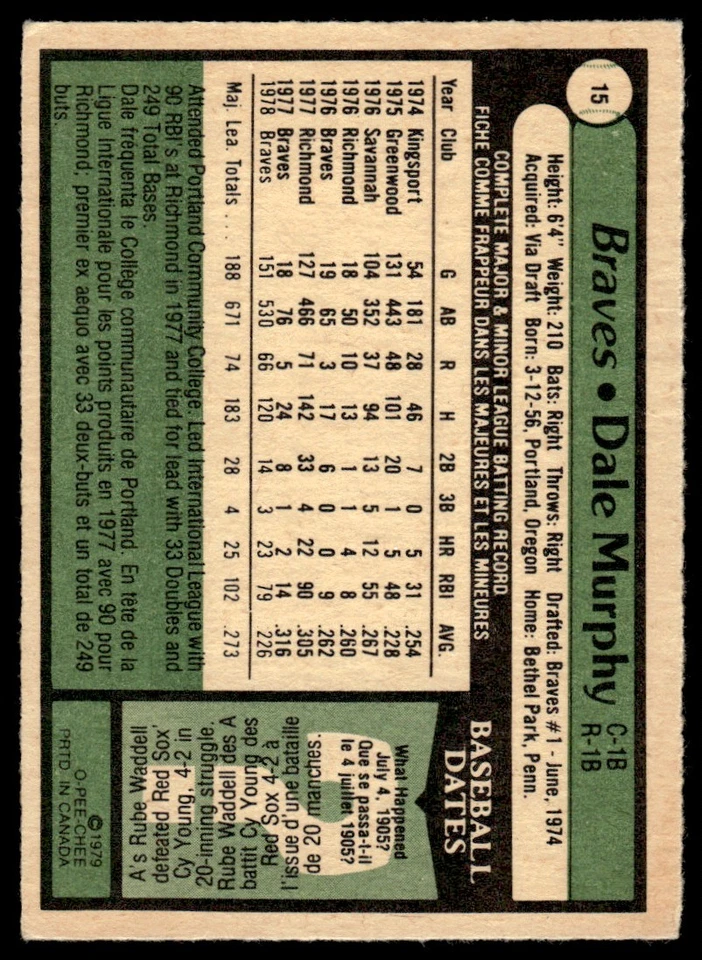 15
Braves • Dale Murphy C-1B
R-1B
Height: 6'4" Weight: 210 Bats: Right Throws: Right Drafted: Braves #1 - June, 1974
Acquired: Via Draft Born: 3-12-56, Portland, Oregon Home: Bethel Park, Penn.
COMPLETE MAJOR & MINOR LEAGUE BATTING RECORD
FICHE COMME FRAPPEUR DANS LES MAJEURES ET LES MINEURES
Year Club G AB R H 2B 3B HR RBI AVG.
1974 Kingsport 54 181 28 46 7 0 5 31 .254
1975 Greenwood 131 443 48 101 20 1 5 48 .228
1976 Savannah 104 352 37 94 13 5 12 55 .267
1976 Richmond 18 50 10 13 1 1 4 8 .260
1976 Braves 19 65 3 17 6 0 0 9 .262
1977 Richmond 127 466 71 142 33 4 22 90 .305
1977 Braves 18 76 5 24 8 1 2 14 .316
1978 Braves 151 530 66 120 14 3 23 79 .226
Maj. Lea. Totals ... 188 671 74 183 28 4 25 102 .273
Attended Portland Community College. Led International League with
90 RBI's at Richmond in 1977 and tied for lead with 33 Doubles and
249 Total Bases.
Dale fréquenta le Collège communautaire de Portland. En tête de la
Ligue Internationale pour les points produits en 1977 avec 90 pour
Richmond; premier ex aequo avec 33 deux-buts et un total de 249
buts.
BASEBALL
DATES
What Happened
July 4, 1905?
Que se passa-t-il
le 4 juillet 1905?
A's Rube Waddell
defeated Red Sox'
Cy Young, 4-2 in
20-inning struggle.
Rube Waddell des A
battit Cy Young des
Red Sox 4-2 à
l'issue d'une bataille
de 20 manches.
©1979
O-PEE-CHEE
PRTD IN CANADA